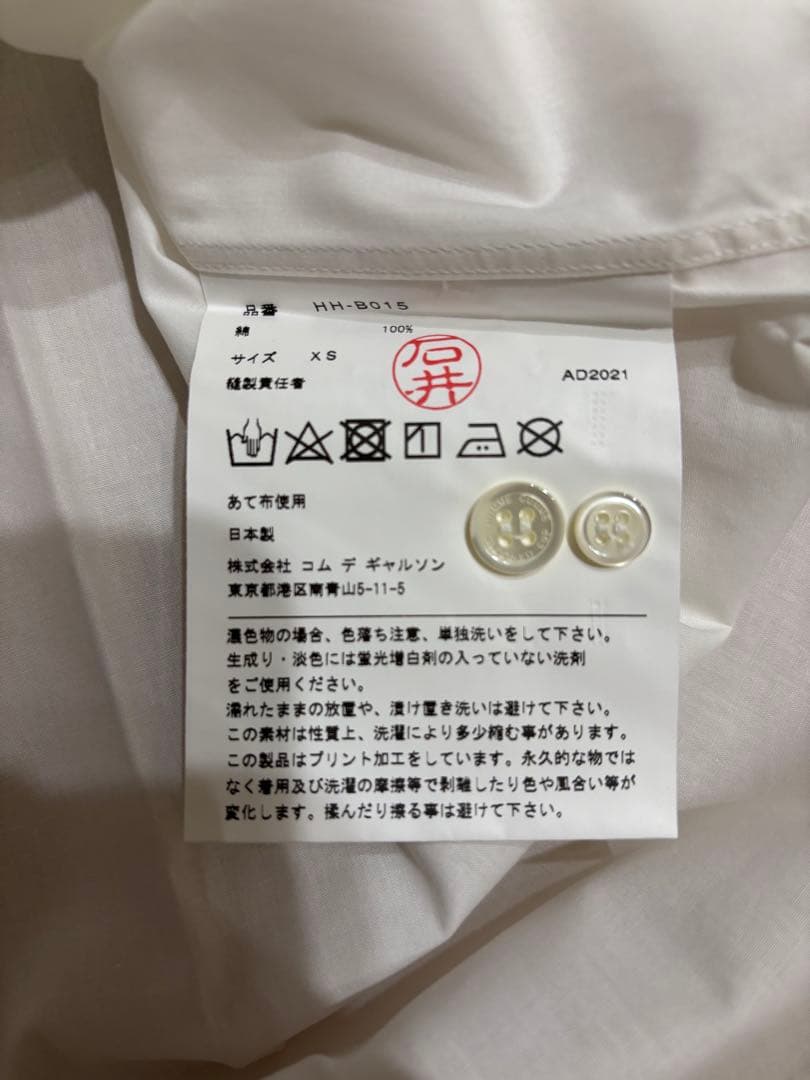 品番 HH-B015
綿 100%
サイズ XS
縫製責任者 石井 AD2021
あて布使用
日本製
株式会社 コム デ ギャルソン
東京都港区南青山5-11-5
濃色物の場合、色落ち注意、単独洗いをして下さい。
生成り・淡色には蛍光増白剤の入っていない洗剤
をご使用ください。
濡れたままの放置や、漬け置き洗いは避けて下さい。
この素材は性質上、洗濯により多少縮む事があります。
この製品はプリント加工をしています。永久的な物では
なく着用及び洗濯の摩擦等で剥離したり色や風合い等が
変化します。揉んだり擦る事は避けて下さい。